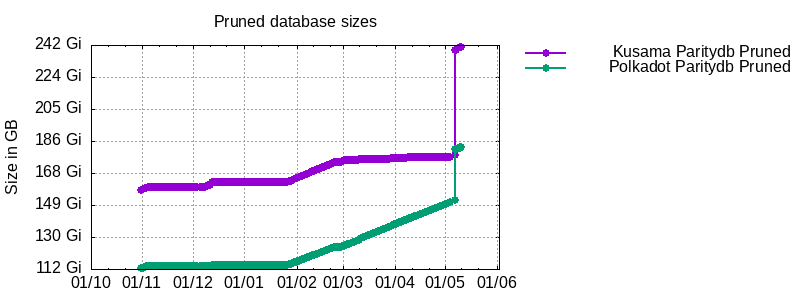 Pruned database sizes
242 Gi
224 Gi
205 Gi
186 Gi
168 Gi
149 Gi
130 Gi
112 Gi
Size in GB
01/10 01/11 01/12 01/01 01/02 01/03 01/04 01/05 01/06
Kusama Paritydb Pruned
Polkadot Paritydb Pruned